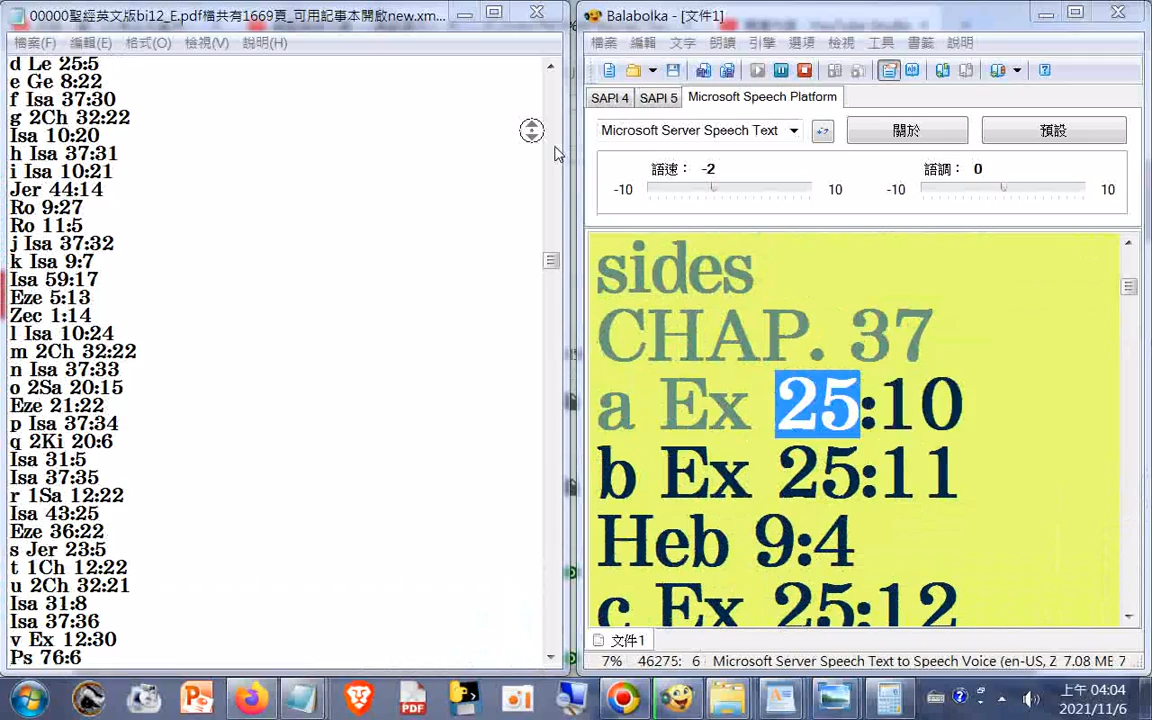 00000聖經英文版bi12_E.pdf檔共有1669頁_可用記事本開啟new.xm...
檔案(F) 編輯(E) 格式(O) 檢視(V) 說明(H)
d Le 25:5
e Ge 8:22
f Isa 37:30
g 2Ch 32:22
Isa 10:20
h Isa 37:31
i Isa 10:21
Jer 44:14
Ro 9:27
Ro 11:5
j Isa 37:32
k Isa 9:7
Isa 59:17
Eze 5:13
Zec 1:14
l Isa 10:24
m 2Ch 32:22
n Isa 37:33
o 2Sa 20:15
Eze 21:22
p Isa 37:34
q 2Ki 20:6
Isa 31:5
Isa 37:35
r 1Sa 12:22
Isa 43:25
Eze 36:22
s Jer 23:5
t 1Ch 12:22
u 2Ch 32:21
Isa 31:8
Isa 37:36
v Ex 12:30
Ps 76:6
Balabolka - [文件1]
檔案 編輯 文字 朗讀 引擎 選項 檢視 工具 書籤 說明
SAPI 4 SAPI 5 Microsoft Speech Platform
Microsoft Server Speech Text 關於 預設
語速： -2 語調： 0
-10 10 -10 10
sides
CHAP. 37
a Ex 25:10
b Ex 25:11
Heb 9:4
c Ex 25:12
文件1
7% 46275: 6 Microsoft Server Speech Text to Speech Voice (en-US, Z 7.08 MB 7
上午 04:04
2021/11/6